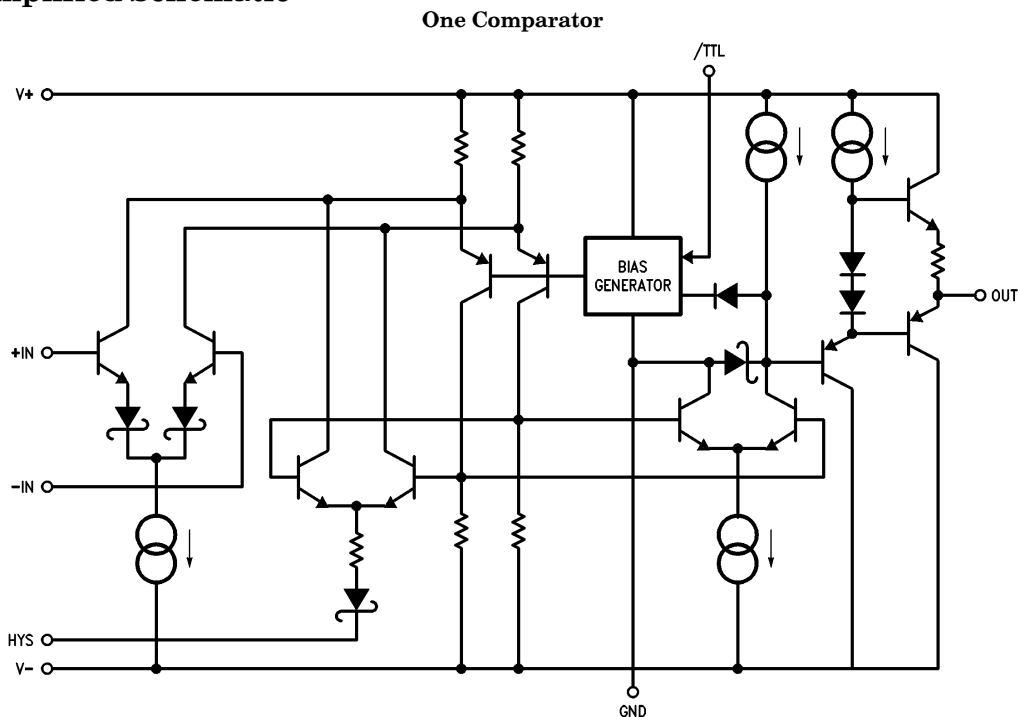 One Comparator
/TTL
V+
BIAS
GENERATOR
OUT
+IN
-IN
HYS
V-
GND